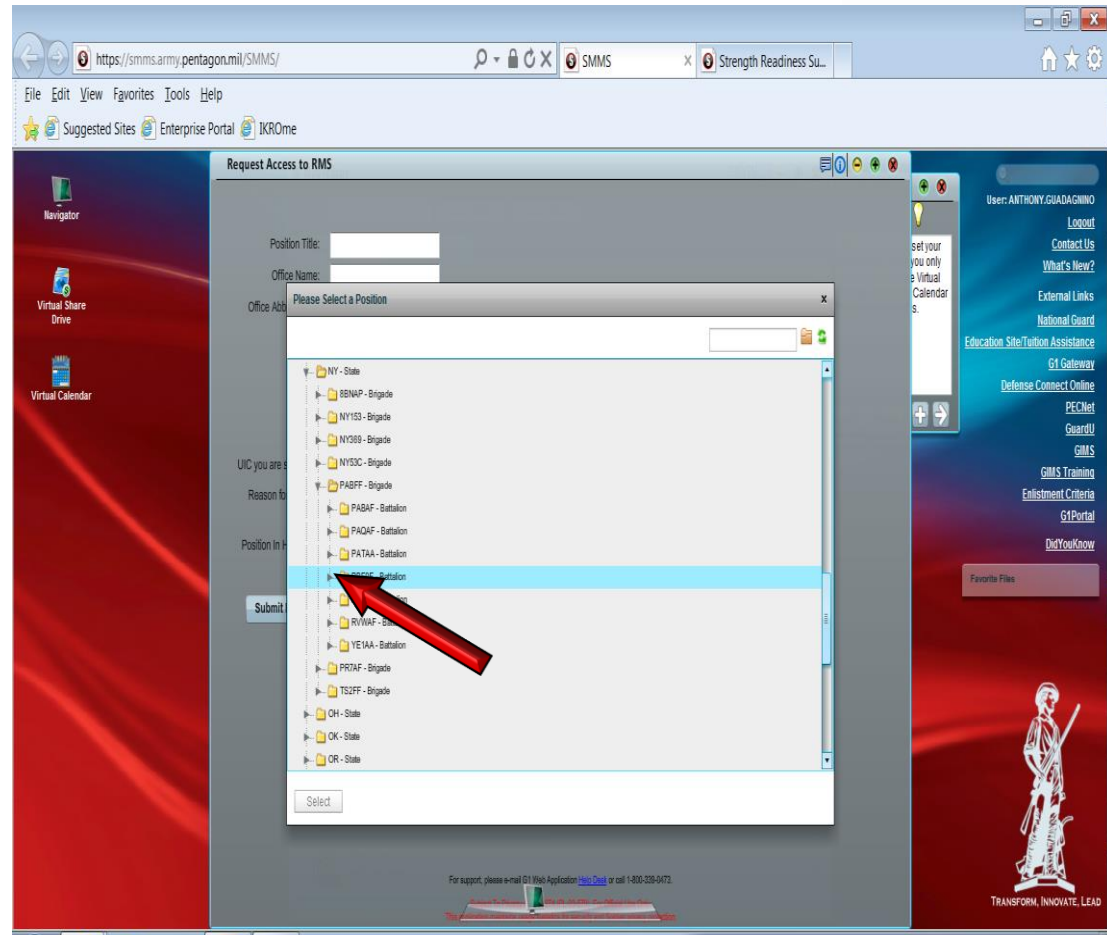 https://smms.army.pentagon.mil/SMMS/
SMMS
Strength Readiness Su...
File Edit View Favorites Tools Help
Suggested Sites Enterprise Portal IKROme
Request Access to RMS
Navigator
Virtual Share
Drive
Virtual Calendar
Position Title:
Office Name:
Office Abb
UIC you are s
Reason fo
Position In H
Submit
Please Select a Position
NY - State
8BNAP - Brigade
NY153 - Brigade
NY369 - Brigade
NY53C - Brigade
PABFF - Brigade
PABAF - Battalion
PAQAF - Battalion
PATAA - Battalion
Battalion
RVWAF -
YE1AA - Battalion
PR7AF - Brigade
TS2FF - Brigade
OH - State
OK - State
OR - State
Select
For support, please e-mail G1 Web Application Help Desk or call 1-800-339-0473.
set your
you only
e Virtual
Calendar
s.
User: ANTHONY.GUADAGNINO
Logout
Contact Us
What's New?
External Links
National Guard
Education Site/Tuition Assistance
G1 Gateway
Defense Connect Online
PECNet
GuardU
GIMS
GIMS Training
Enlistment Criteria
G1Portal
DidYouKnow
Favorite Files
TRANSFORM, INNOVATE, LEAD